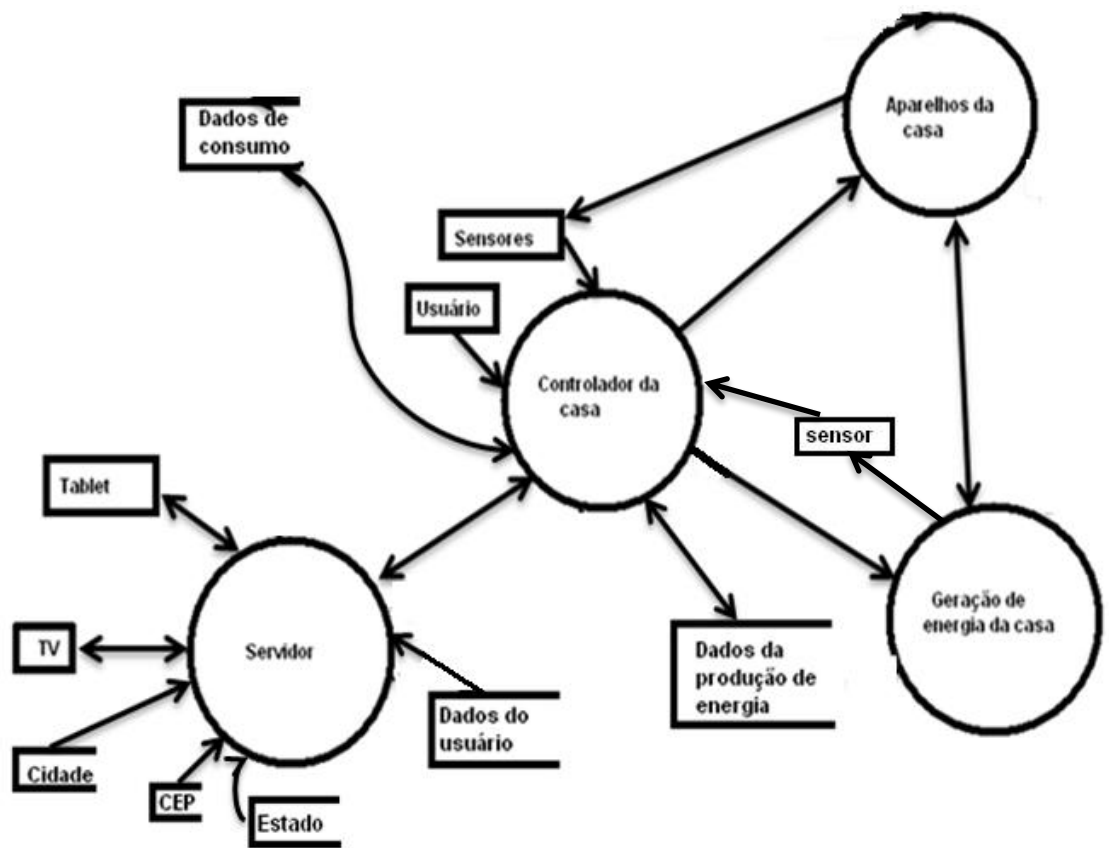 Aparelhos da
casa
Dados de
consumo
Sensores
Usuário
Controlador da
casa
sensor
Tablet
Geração de
energia da casa
TV
Servidor
Dados da
produção de
energia
Dados do
usuário
Cidade
CEP
Estado